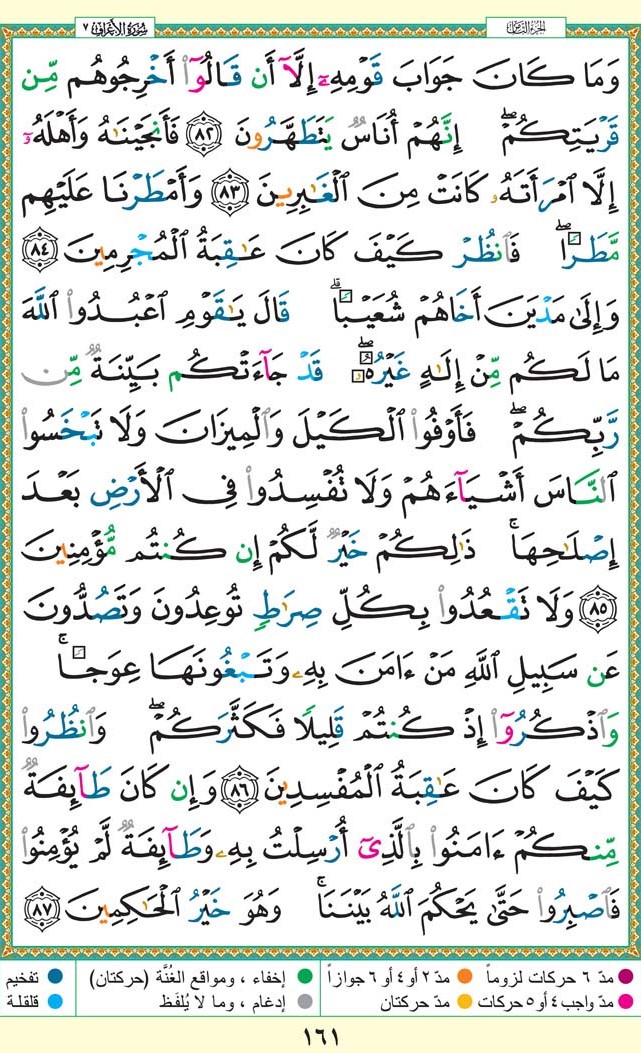 سُورَةُ الأَعْرَاف ٧ الجزء الثامن
وَمَا كَانَ جَوَابَ قَوْمِهِۦٓ إِلَّآ أَن قَالُوٓا۟ أَخْرِجُوهُم مِّن
قَرْيَتِكُمْ ۖ إِنَّهُمْ أُنَاسٌ يَتَطَهَّرُونَ ٨٢ فَأَنجَيْنَـٰهُ وَأَهْلَهُۥٓ
إِلَّا ٱمْرَأَتَهُۥ كَانَتْ مِنَ ٱلْغَـٰبِرِينَ ٨٣ وَأَمْطَرْنَا عَلَيْهِم
مَّطَرًا ۖ فَٱنظُرْ كَيْفَ كَانَ عَـٰقِبَةُ ٱلْمُجْرِمِينَ ٨٤
وَإِلَىٰ مَدْيَنَ أَخَاهُمْ شُعَيْبًا ۗ قَالَ يَـٰقَوْمِ ٱعْبُدُوا۟ ٱللَّهَ
مَا لَكُم مِّنْ إِلَـٰهٍ غَيْرُهُۥ ۖ قَدْ جَآءَتْكُم بَيِّنَةٌ مِّن
رَّبِّكُمْ ۖ فَأَوْفُوا۟ ٱلْكَيْلَ وَٱلْمِيزَانَ وَلَا تَبْخَسُوا۟
ٱلنَّاسَ أَشْيَآءَهُمْ وَلَا تُفْسِدُوا۟ فِى ٱلْأَرْضِ بَعْدَ
إِصْلَـٰحِهَا ۚ ذَٰلِكُمْ خَيْرٌ لَّكُمْ إِن كُنتُم مُّؤْمِنِينَ
٨٥ وَلَا تَقْعُدُوا۟ بِكُلِّ صِرَٰطٍ تُوعِدُونَ وَتَصُدُّونَ
عَن سَبِيلِ ٱللَّهِ مَنْ ءَامَنَ بِهِۦ وَتَبْغُونَهَا عِوَجًا ۚ
وَٱذْكُرُوٓا۟ إِذْ كُنتُمْ قَلِيلًا فَكَثَّرَكُمْ ۖ وَٱنظُرُوا۟
كَيْفَ كَانَ عَـٰقِبَةُ ٱلْمُفْسِدِينَ ٨٦ وَإِن كَانَ طَآئِفَةٌ
مِّنكُمْ ءَامَنُوا۟ بِٱلَّذِىٓ أُرْسِلْتُ بِهِۦ وَطَآئِفَةٌ لَّمْ يُؤْمِنُوا۟
فَٱصْبِرُوا۟ حَتَّىٰ يَحْكُمَ ٱللَّهُ بَيْنَنَا ۚ وَهُوَ خَيْرُ ٱلْحَـٰكِمِينَ ٨٧
مدّ ٦ حركات لزوماً مدّ ٢ أو ٤ أو ٦ جوازاً إخفاء ، ومواقع الغُنَّة (حركتان) تفخيم
مدّ واجب ٤ أو ٥ حركات مدّ حركتان إدغام ، وما لا يُلفَظ قلقلة
١٦١